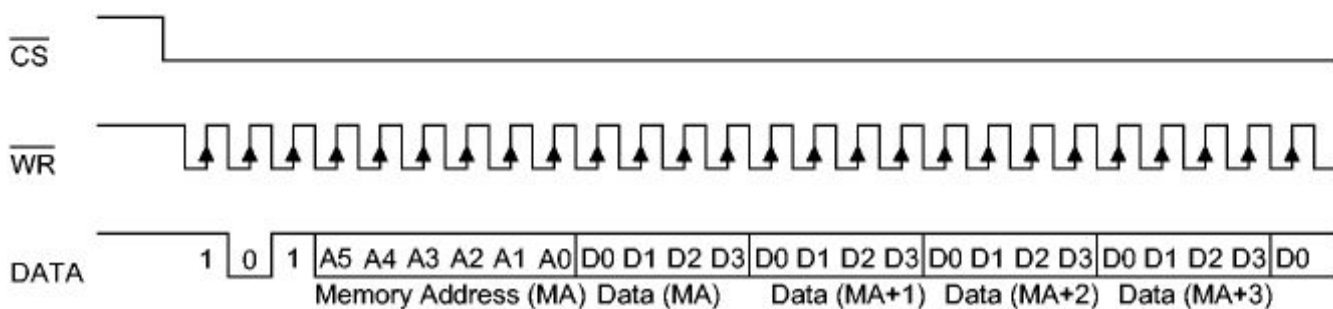 CS
WR
DATA 1 0 1 A5 A4 A3 A2 A1 A0 D0 D1 D2 D3 D0 D1 D2 D3 D0 D1 D2 D3 D0 D1 D2 D3 D0
Memory Address (MA) Data (MA) Data (MA+1) Data (MA+2) Data (MA+3)